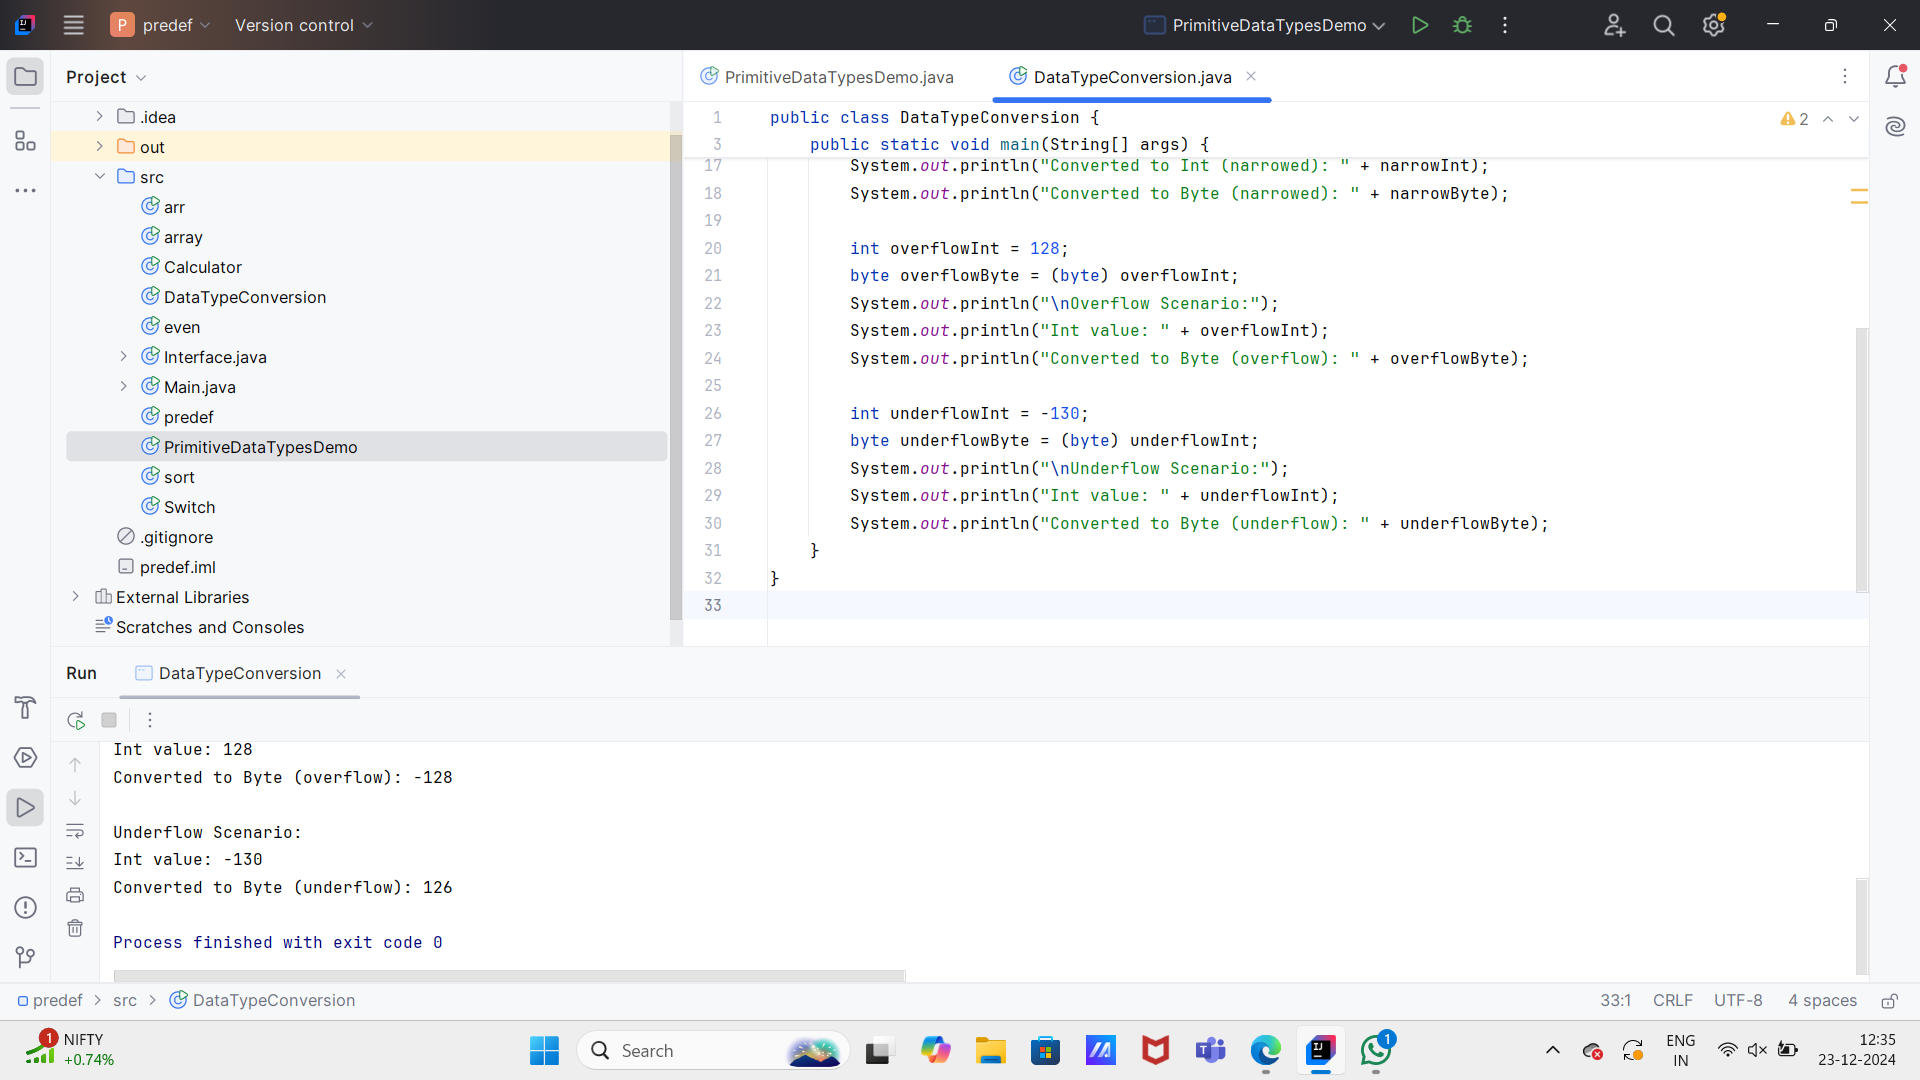 P predef Version control PrimitiveDataTypesDemo
Project
PrimitiveDataTypesDemo.java DataTypeConversion.java
.idea
out
src
arr
array
Calculator
DataTypeConversion
even
Interface.java
Main.java
predef
PrimitiveDataTypesDemo
sort
Switch
.gitignore
predef.iml
External Libraries
Scratches and Consoles
2
1 public class DataTypeConversion {
3 public static void main(String[] args) {
17 System.out.println("Converted to Int (narrowed): " + narrowInt);
18 System.out.println("Converted to Byte (narrowed): " + narrowByte);
19
20 int overflowInt = 128;
21 byte overflowByte = (byte) overflowInt;
22 System.out.println("\nOverflow Scenario:");
23 System.out.println("Int value: " + overflowInt);
24 System.out.println("Converted to Byte (overflow): " + overflowByte);
25
26 int underflowInt = -130;
27 byte underflowByte = (byte) underflowInt;
28 System.out.println("\nUnderflow Scenario:");
29 System.out.println("Int value: " + underflowInt);
30 System.out.println("Converted to Byte (underflow): " + underflowByte);
31 }
32 }
33
Run DataTypeConversion
Int value: 128
Converted to Byte (overflow): -128
Underflow Scenario:
Int value: -130
Converted to Byte (underflow): 126
Process finished with exit code 0
predef > src > DataTypeConversion 33:1 CRLF UTF-8 4 spaces
1 NIFTY
+0.74%
Search
1
ENG
IN
12:35
23-12-2024